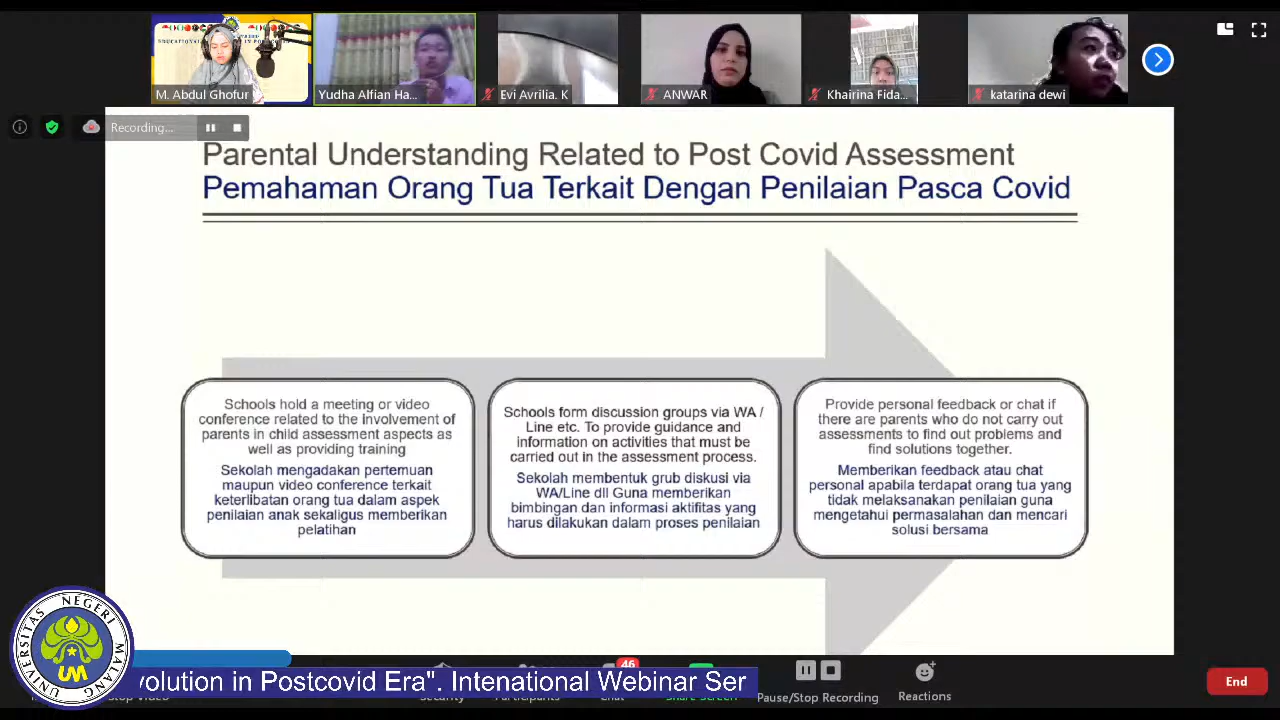 M. Abdul Ghofur
Yudha Alfian Ha...
Evi Avrilia. K
ANWAR
Khairina Fida...
katarina dewi
Recording...
Parental Understanding Related to Post Covid Assessment
Pemahaman Orang Tua Terkait Dengan Penilaian Pasca Covid
Schools hold a meeting or video
conference related to the involvement of
parents in child assessment aspects as
well as providing training
Sekolah mengadakan pertemuan
maupun video conference terkait
keterlibatan orang tua dalam aspek
penilaian anak sekaligus memberikan
pelatihan
Schools form discussion groups via WA /
Line etc. To provide guidance and
information on activities that must be
carried out in the assessment process.
Sekolah membentuk grub diskusi via
WA/Line dll Guna memberikan
bimbingan dan informasi aktifitas yang
harus dilakukan dalam proses penilaian
Provide personal feedback or chat if
there are parents who do not carry out
assessments to find out problems and
find solutions together.
Memberikan feedback atau chat
personal apabila terdapat orang tua yang
tidak melaksanakan penilaian guna
mengetahui permasalahan dan mencari
solusi bersama
UNIVERSITAS NEGERI MALANG
UM
46
volution in Postcovid Era". Intenational Webinar Ser
Pause/Stop Recording
Reactions
End